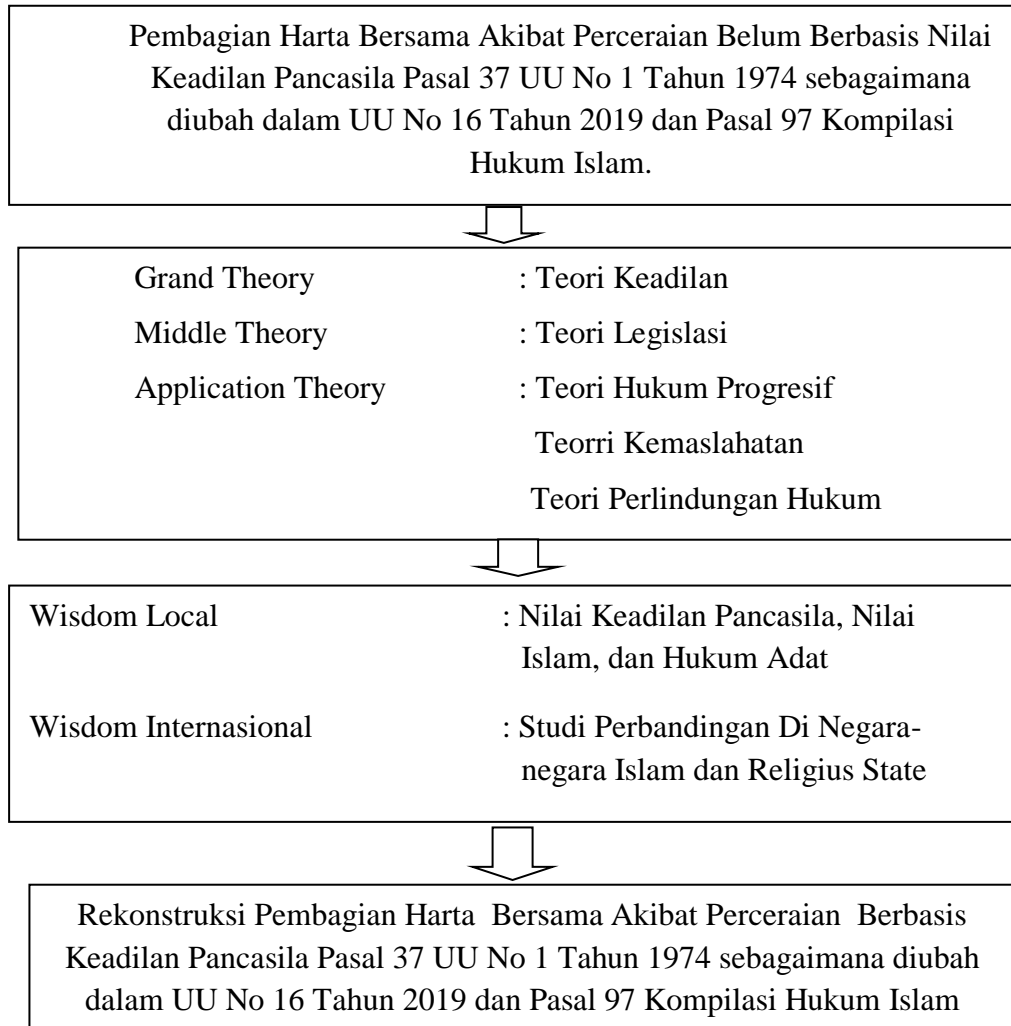 Pembagian Harta Bersama Akibat Perceraian Belum Berbasis Nilai
Keadilan Pancasila Pasal 37 UU No 1 Tahun 1974 sebagaimana
diubah dalam UU No 16 Tahun 2019 dan Pasal 97 Kompilasi
Hukum Islam.
Grand Theory : Teori Keadilan
Middle Theory : Teori Legislasi
Application Theory : Teori Hukum Progresif
Teorri Kemaslahatan
Teori Perlindungan Hukum
Wisdom Local : Nilai Keadilan Pancasila, Nilai
Islam, dan Hukum Adat
Wisdom Internasional : Studi Perbandingan Di Negara-
negara Islam dan Religius State
Rekonstruksi Pembagian Harta Bersama Akibat Perceraian Berbasis
Keadilan Pancasila Pasal 37 UU No 1 Tahun 1974 sebagaimana diubah
dalam UU No 16 Tahun 2019 dan Pasal 97 Kompilasi Hukum Islam